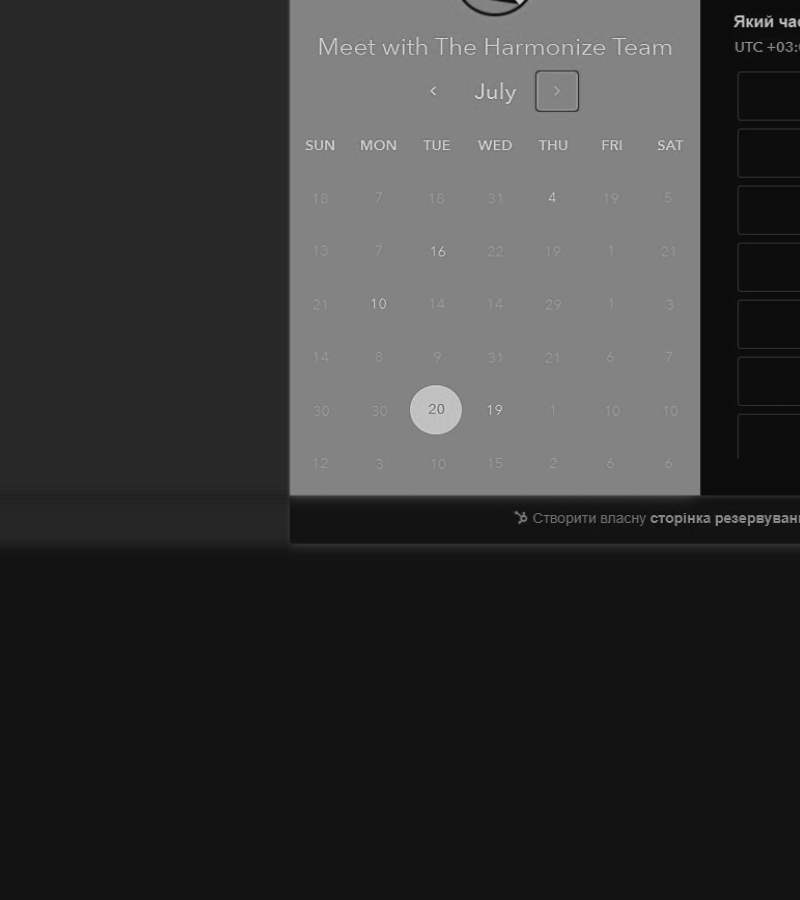 Meet with The Harmonize Team
July
SUN MON TUE WED THU FRI SAT
18 7 18 31 4 19 5
13 7 16 22 19 1 21
21 10 14 14 29 1 3
14 8 9 31 21 6 7
30 30 20 19 1 10 10
12 3 10 15 2 6 6
Який
UTC +03:
Створити власну сторінка